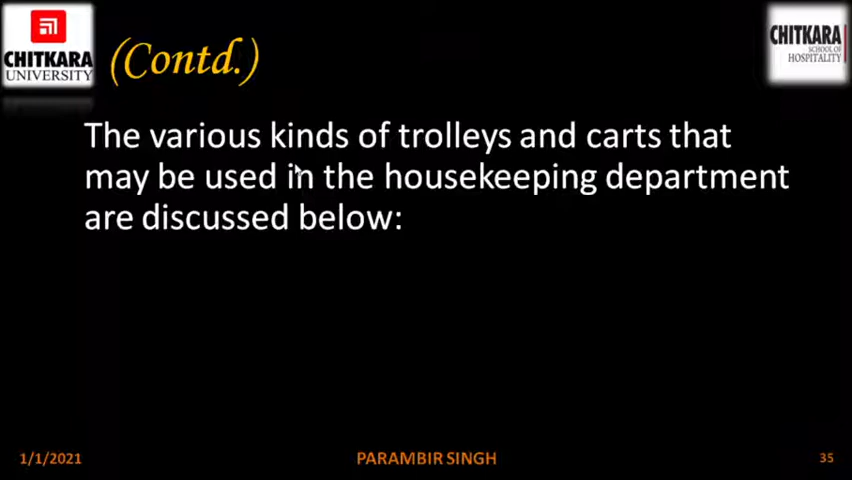 CHITKARA
UNIVERSITY
(Contd.)
CHITKARA
SCHOOL OF
HOSPITALITY
The various kinds of trolleys and carts that
may be used in the housekeeping department
are discussed below:
1/1/2021
PARAMBIR SINGH
35